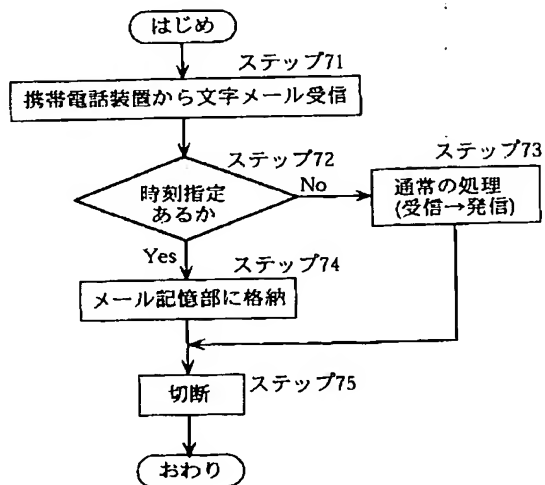 はじめ
ステップ71
携帯電話装置から文字メール受信
ステップ72
時刻指定
あるか
No
ステップ73
通常の処理
(受信→発信)
Yes
ステップ74
メール記憶部に格納
切断
ステップ75
おわり